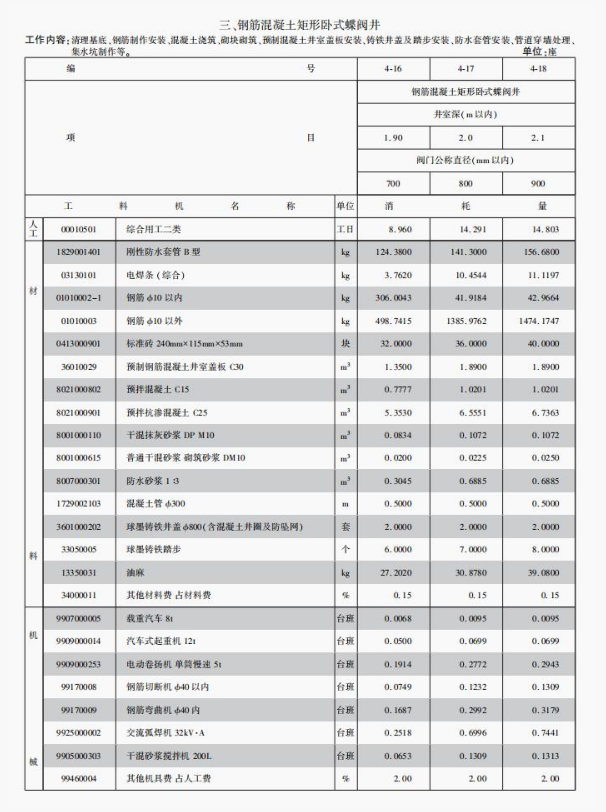 三、钢筋混凝土矩形卧式蝶阀井
工作内容:清理基底、钢筋制作安装、混凝土浇筑、砌块砌筑、预制混凝土井室盖板安装、铸铁井盖及踏步安装、防水套管安装、管道穿墙处理、
集水坑制作等。 单位:座
编 号 4-16 4-17 4-18
钢筋混凝土矩形卧式蝶阀井
井室深(m以内)
项 目 1.90 2.0 2.1
阀门公称直径(mm以内)
700 800 900
工 料 机 名 称 单位 消 耗 量
人工 00010501 综合用工二类 工日 8.960 14.291 14.803
材 料
1829001401 刚性防水套管 B 型 kg 124.3800 141.3000 156.6800
03130101 电焊条(综合) kg 3.7620 10.4544 11.1197
01010002-1 钢筋 ϕ10 以内 kg 306.0043 41.9184 42.9664
01010003 钢筋 ϕ10 以外 kg 498.7415 1385.9762 1474.1747
0413000901 标准砖 240mm×115mm×53mm 块 32.0000 36.0000 40.0000
36010029 预制钢筋混凝土井室盖板 C30 m³ 1.3500 1.8900 1.8900
8021000802 预拌混凝土 C15 m³ 0.7777 1.0201 1.0201
8021000901 预拌抗渗混凝土 C25 m³ 5.3530 6.5551 6.7363
8001000110 干混抹灰砂浆 DP M10 m³ 0.0834 0.1072 0.1072
8001000615 普通干混砂浆 砌筑砂浆 DM10 m³ 0.0200 0.0225 0.0250
8007000301 防水砂浆 1:3 m³ 0.3045 0.6885 0.6885
1729002103 混凝土管 ϕ300 m 0.5000 0.5000 0.5000
3601000202 球墨铸铁井盖 ϕ800(含混凝土井圈及防坠网) 套 2.0000 2.0000 2.0000
33050005 球墨铸铁踏步 个 6.0000 7.0000 8.0000
13350031 油麻 kg 27.2020 30.8780 39.0800
34000011 其他材料费 占材料费 % 0.15 0.15 0.15
机 械
9907000005 载重汽车 8t 台班 0.0068 0.0095 0.0095
9909000014 汽车式起重机 12t 台班 0.0500 0.0699 0.0699
9909000253 电动卷扬机 单筒慢速 5t 台班 0.1914 0.2772 0.2943
99170008 钢筋切断机 ϕ40 以内 台班 0.0749 0.1232 0.1309
99170009 钢筋弯曲机 ϕ40 内 台班 0.1687 0.2992 0.3179
9925000002 交流弧焊机 32kV·A 台班 0.2518 0.6996 0.7441
9905000303 干混砂浆搅拌机 200L 台班 0.0653 0.1309 0.1313
99460004 其他机具费 占人工费 % 2.00 2.00 2.00